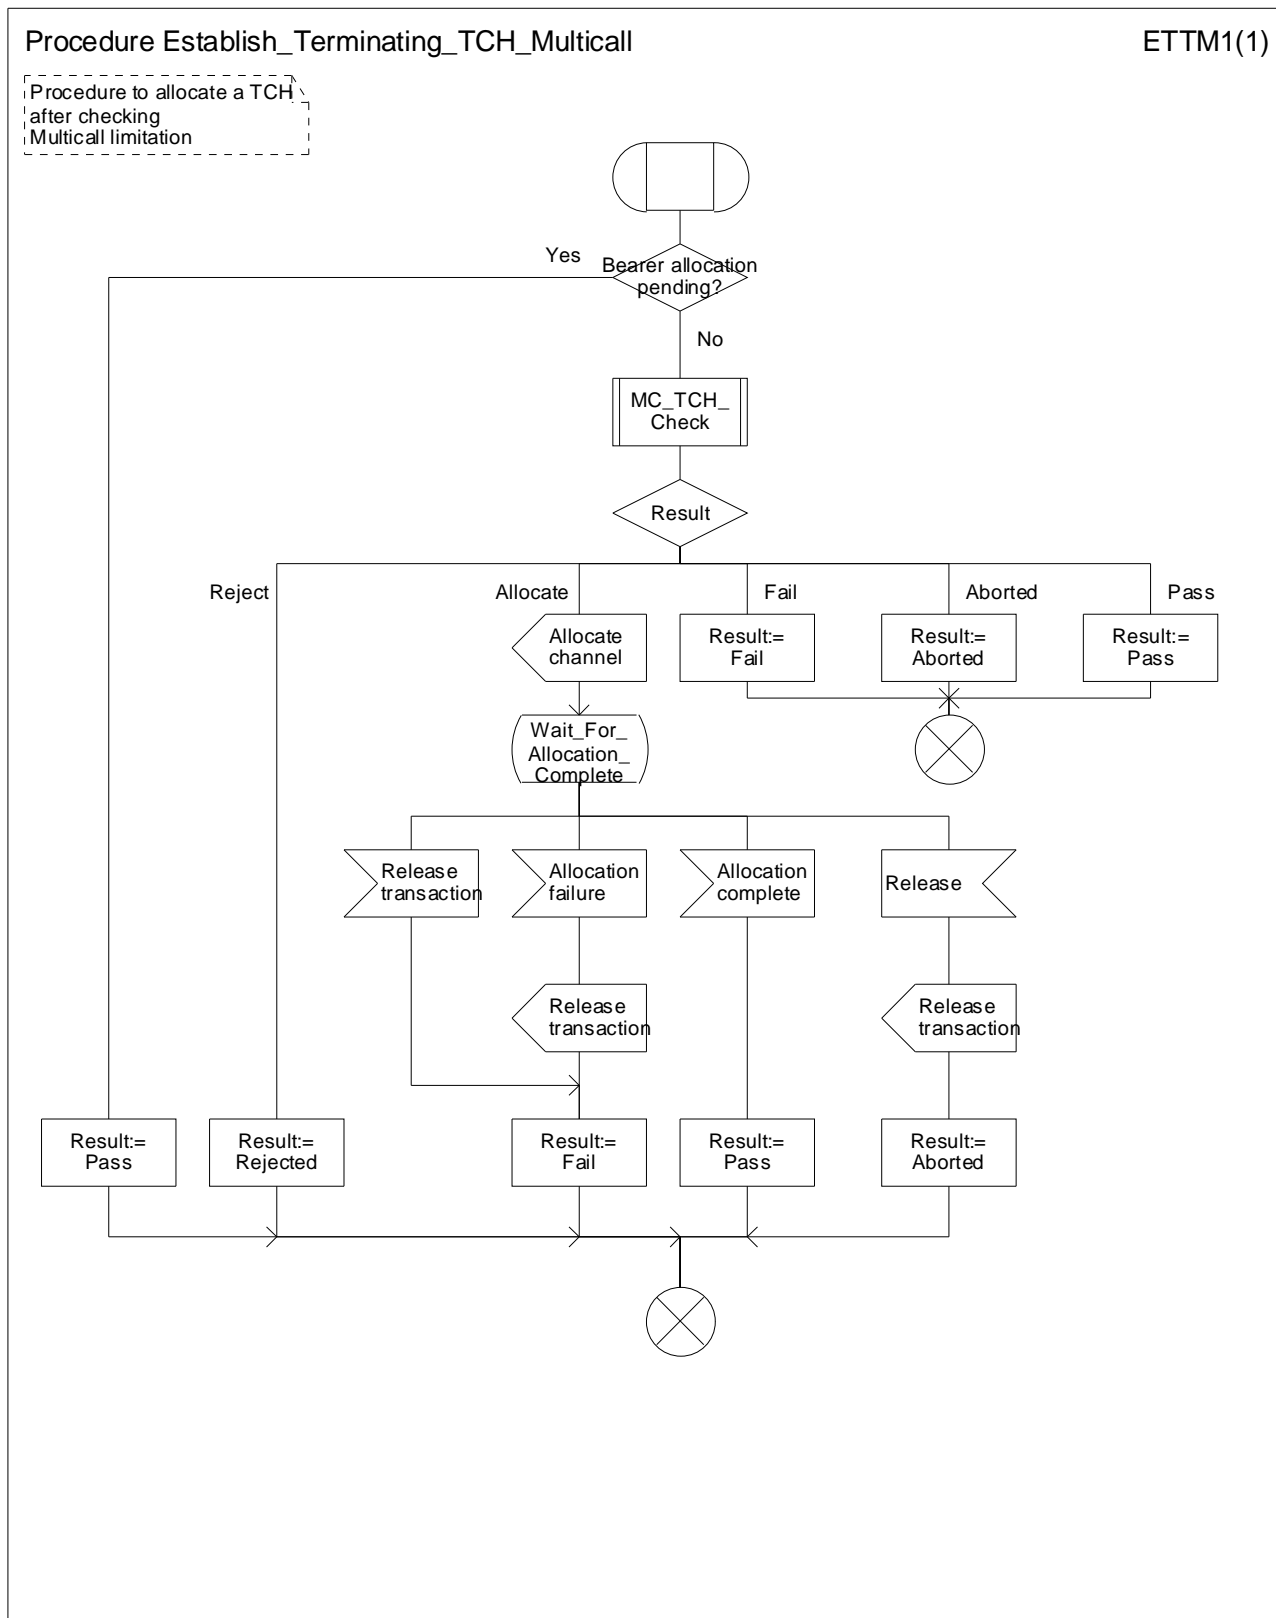 Procedure Establish_Terminating_TCH_Multicall
ETTM1(1)
Procedure to allocate a TCH
after checking
Multicall limitation
Yes
Bearer allocation
pending?
No
MC_TCH_
Check
Result
Reject
Allocate
Fail
Aborted
Pass
Allocate
channel
Result:=
Fail
Result:=
Aborted
Result:=
Pass
Wait_For_
Allocation_
Complete
Release
transaction
Allocation
failure
Allocation
complete
Release
Release
transaction
Release
transaction
Result:=
Pass
Result:=
Rejected
Result:=
Fail
Result:=
Pass
Result:=
Aborted